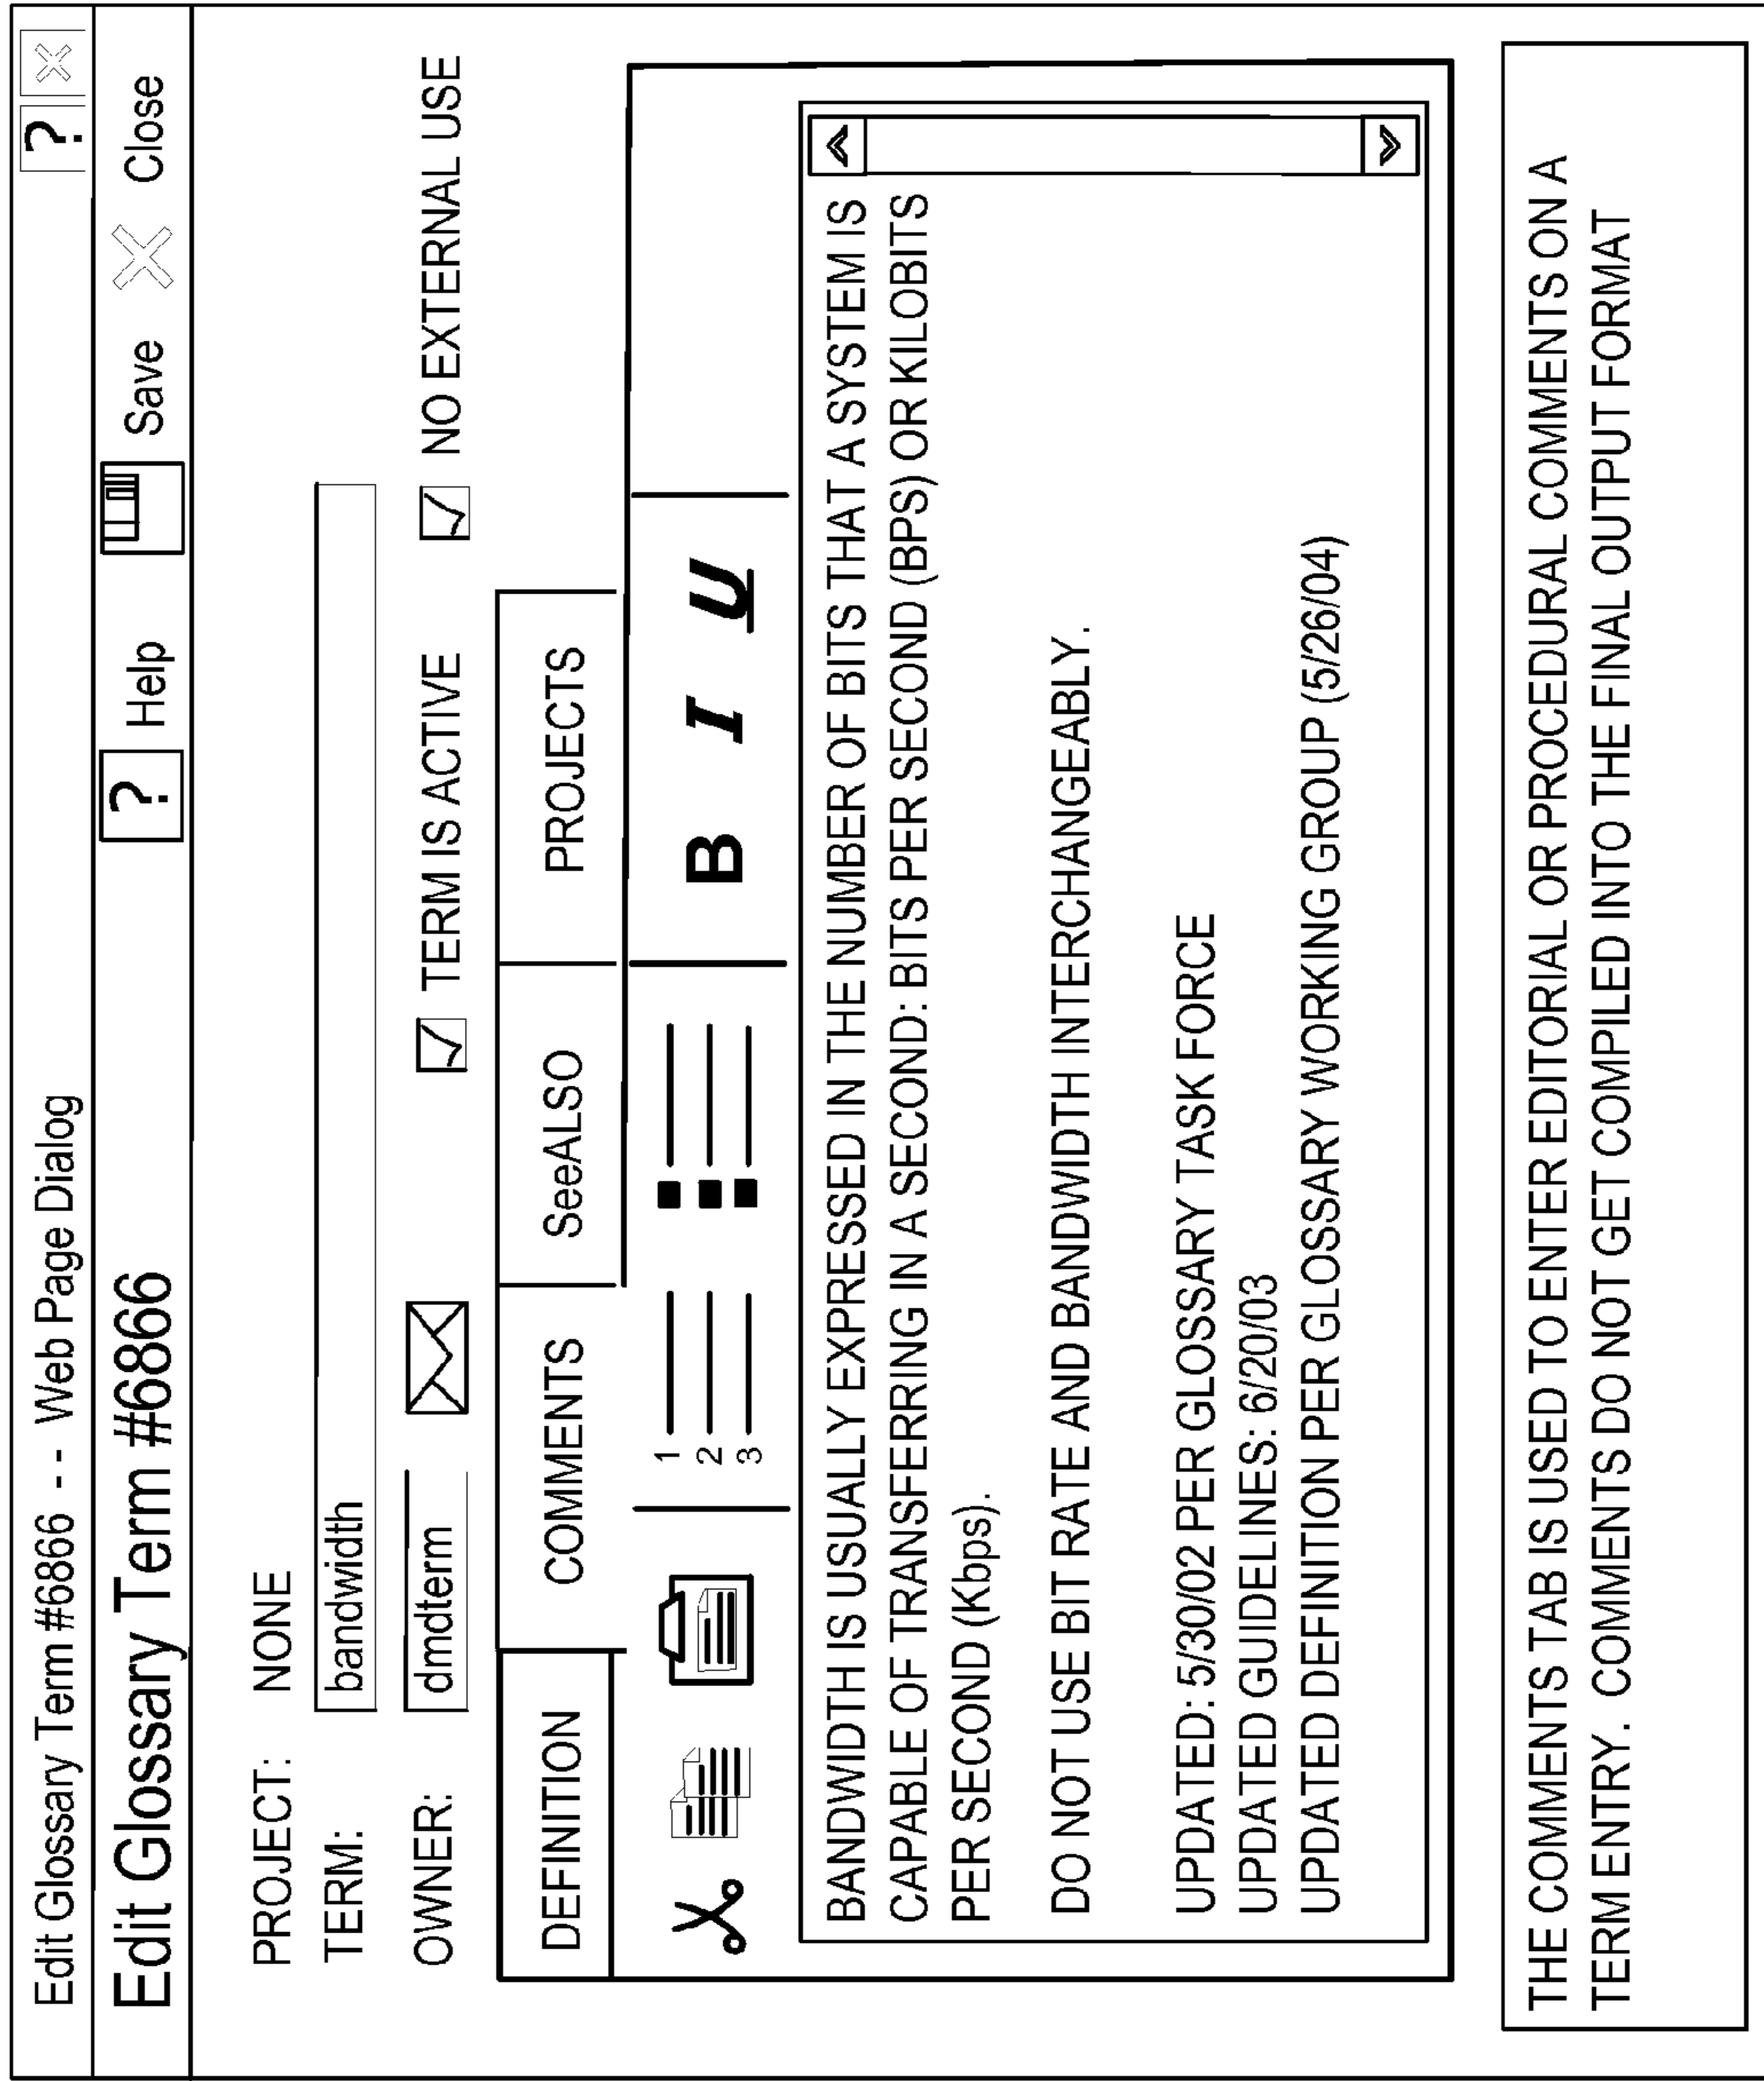 Edit Glossary Term #6866 - - Web Page Dialog ?
Edit Glossary Term #6866 ? Help Save Close
PROJECT: NONE
TERM: bandwidth
OWNER: dmdterm TERM IS ACTIVE NO EXTERNAL USE
DEFINITION COMMENTS SeeALSO PROJECTS
1 2 3 B I U
BANDWIDTH IS USUALLY EXPRESSED IN THE NUMBER OF BITS THAT A SYSTEM IS
CAPABLE OF TRANSFERRING IN A SECOND: BITS PER SECOND (BPS) OR KILOBITS
PER SECOND (Kbps).
DO NOT USE BIT RATE AND BANDWIDTH INTERCHANGEABLY.
UPDATED: 5/30/02 PER GLOSSARY TASK FORCE
UPDATED GUIDELINES: 6/20/03
UPDATED DEFINITION PER GLOSSARY WORKING GROUP (5/26/04)
THE COMMENTS TAB IS USED TO ENTER EDITORIAL OR PROCEDURAL COMMENTS ON A
TERM ENTRY. COMMENTS DO NOT GET COMPILED INTO THE FINAL OUTPUT FORMAT